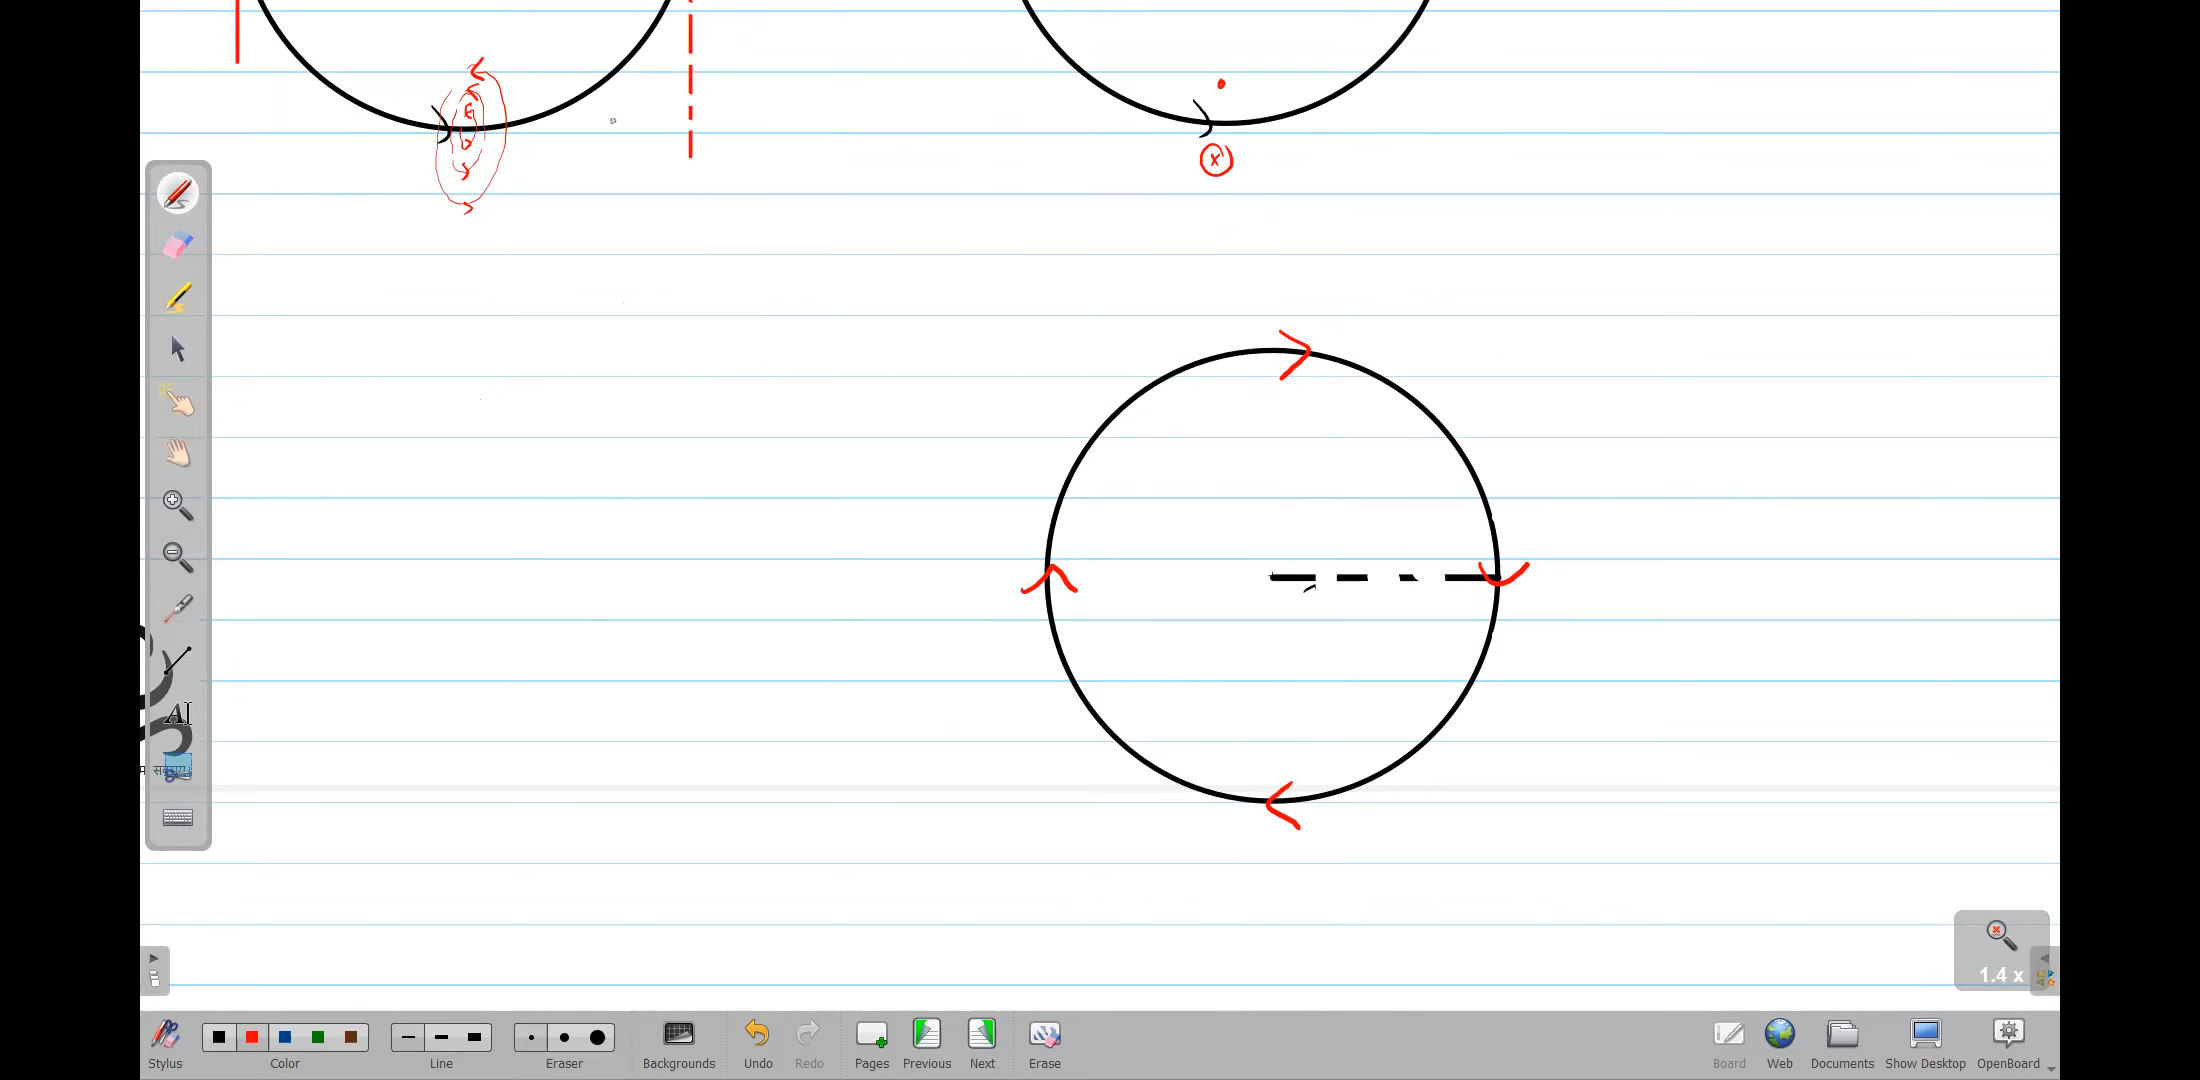 x
AI
1.4 x
Stylus
Color
Line
Eraser
Backgrounds
Undo
Redo
Pages
Previous
Next
Erase
Board
Web
Documents
Show Desktop
OpenBoard